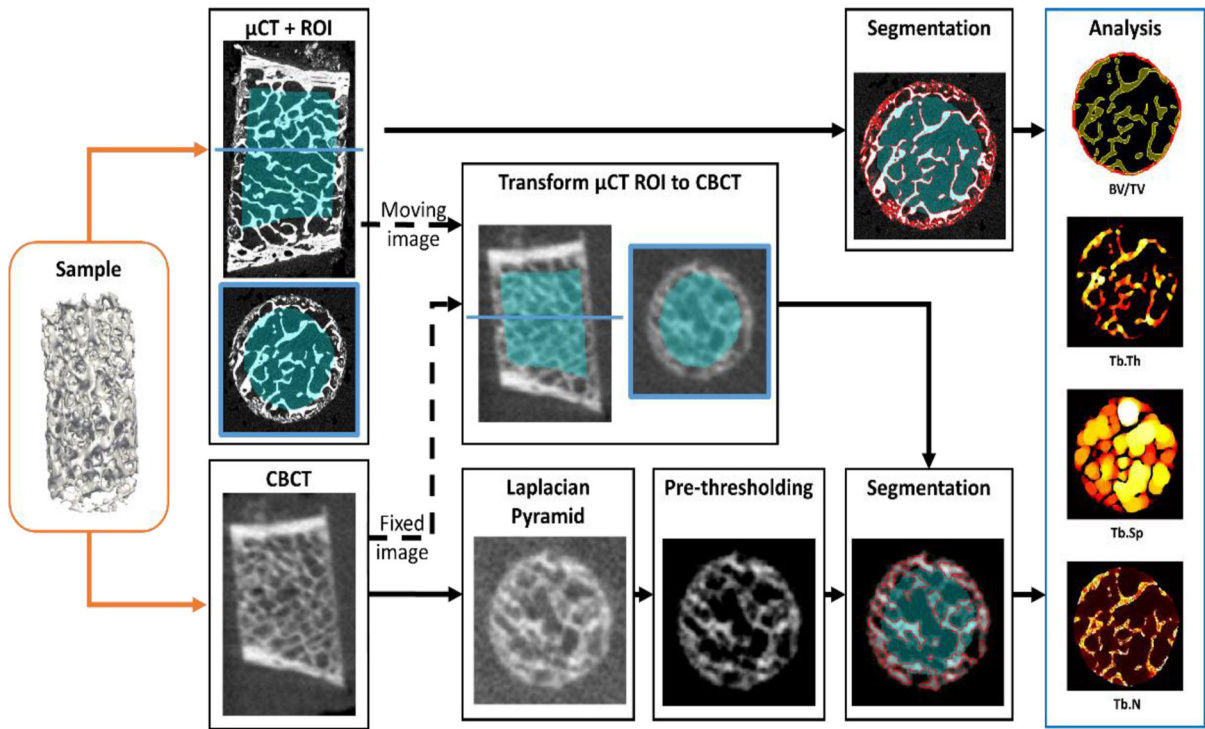 μCT + ROI
Segmentation
Analysis
BV/TV
Transform μCT ROI to CBCT
Moving
image
Sample
Tb.Th
CBCT
Fixed
image
Laplacian
Pyramid
Pre-thresholding
Segmentation
Tb.Sp
Tb.N